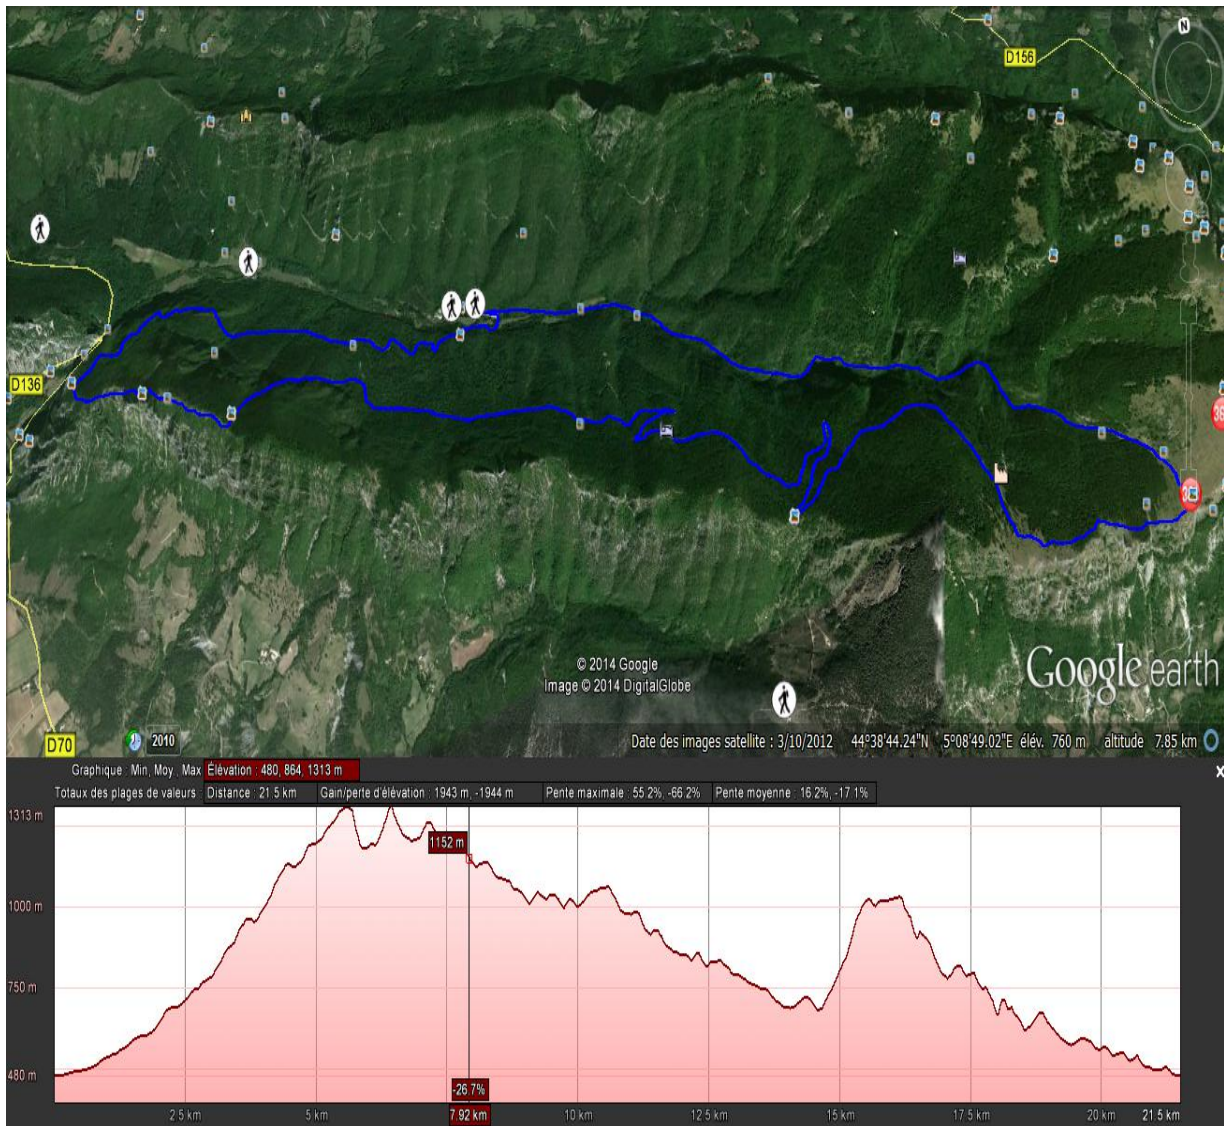 N
D156
D136
36
36
© 2014 Google
Image © 2014 DigitalGlobe
Google earth
D70
2010
Date des images satellite : 3/10/2012 44°38'44.24"N 5°08'49.02"E élév. 760 m altitude 7.85 km
Graphique : Min, Moy., Max Élévation : 480, 864, 1313 m
x
Totaux des plages de valeurs : Distance : 21.5 km Gain/perte d'élévation : 1943 m, -1944 m Pente maximale : 55.2%, -66.2% Pente moyenne : 16.2%, -17.1%
1313 m
1152 m
1000 m
750 m
480 m
-26.7%
2.5 km 5 km 7.92 km 10 km 12.5 km 15 km 17.5 km 20 km 21.5 km